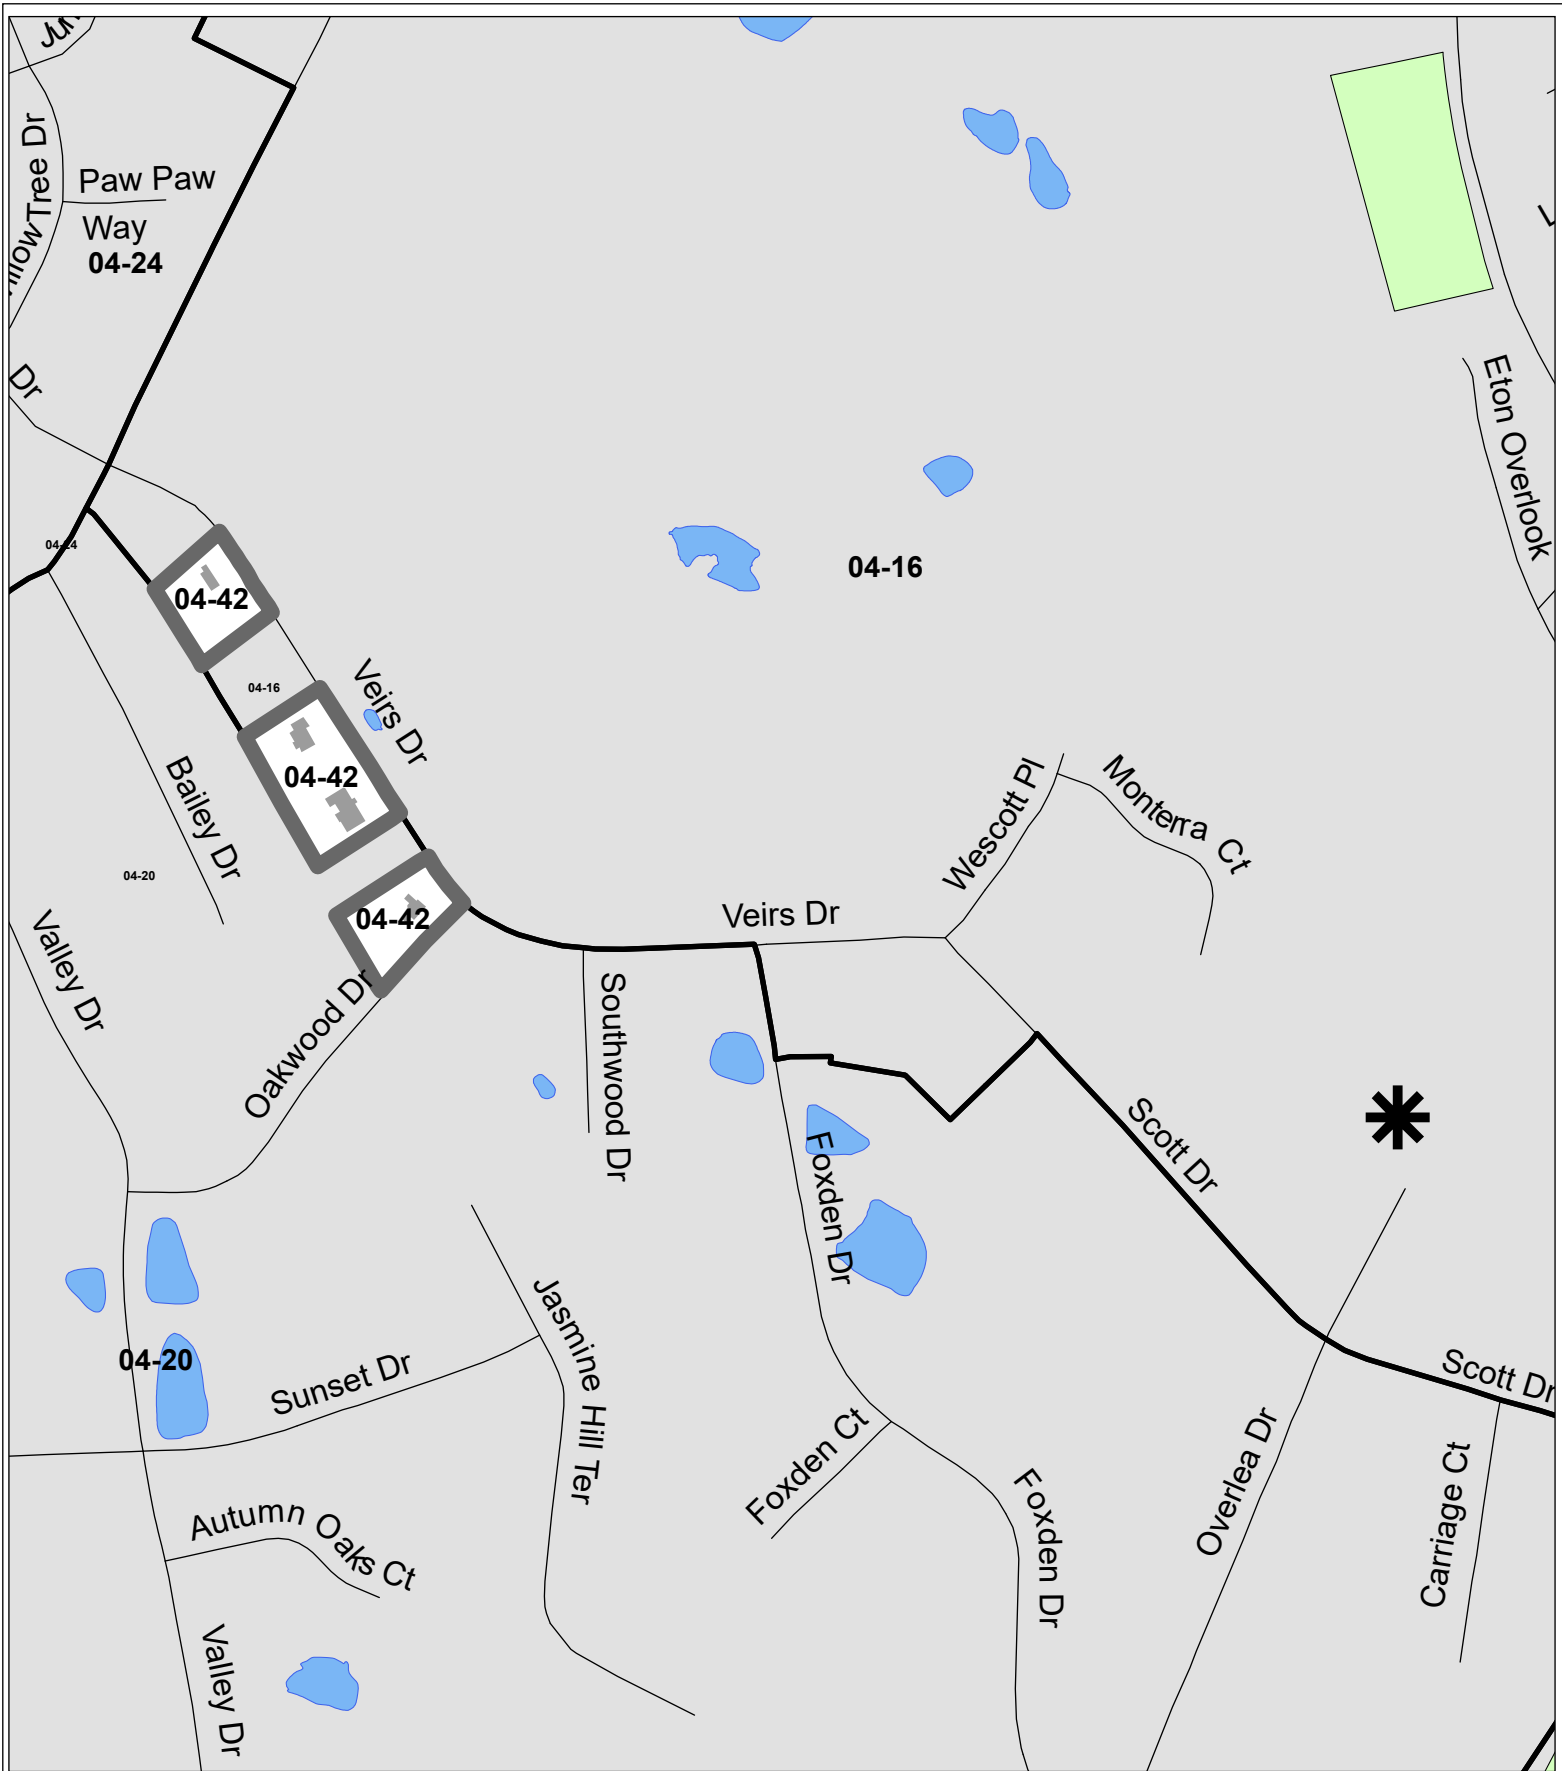 Tree Dr
Paw Paw
Way
04-24
Dr
Eton Overlook
04-24
04-16
04-42
04-16
Veirs Dr
04-42
Bailey Dr
Wescott Pl
Monterra Ct
04-20
04-42
Veirs Dr
Valley Dr
Oakwood Dr
Southwood Dr
Scott Dr
Foxden Dr
Jasmine Hill Ter
04-20
Sunset Dr
Scott Dr
Foxden Ct
Overlea Dr
Carriage Ct
Foxden Dr
Autumn Oaks Ct
Valley Dr